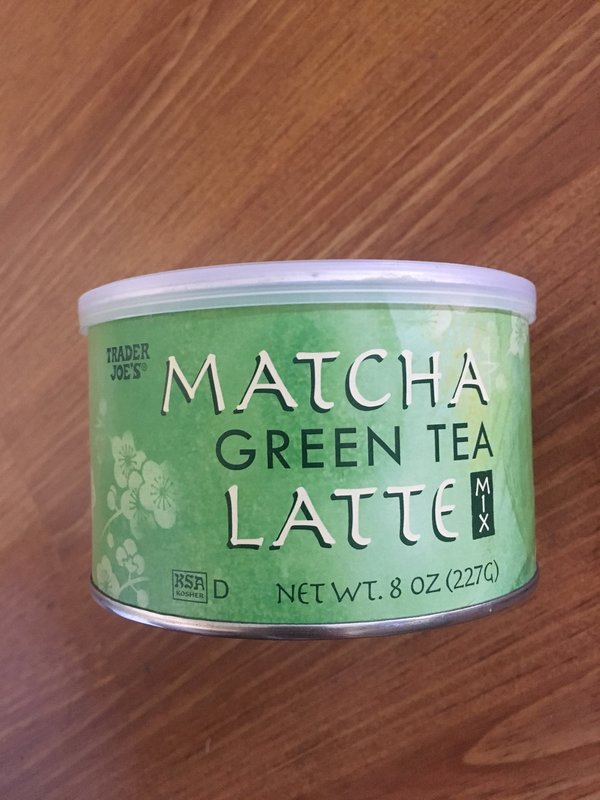 TRADER
JOE'S®
MATCHA
GREEN TEA
LATTE MIX
KSA
KOSHER
D
NET WT. 8 OZ (227G)